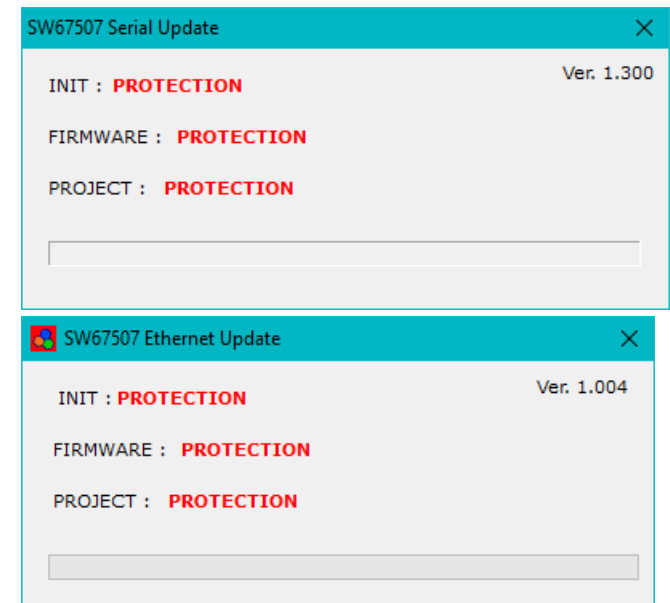 SW67507 Serial Update
Ver. 1.300
INIT : PROTECTION
FIRMWARE : PROTECTION
PROJECT : PROTECTION
SW67507 Ethernet Update
Ver. 1.004
INIT : PROTECTION
FIRMWARE : PROTECTION
PROJECT : PROTECTION